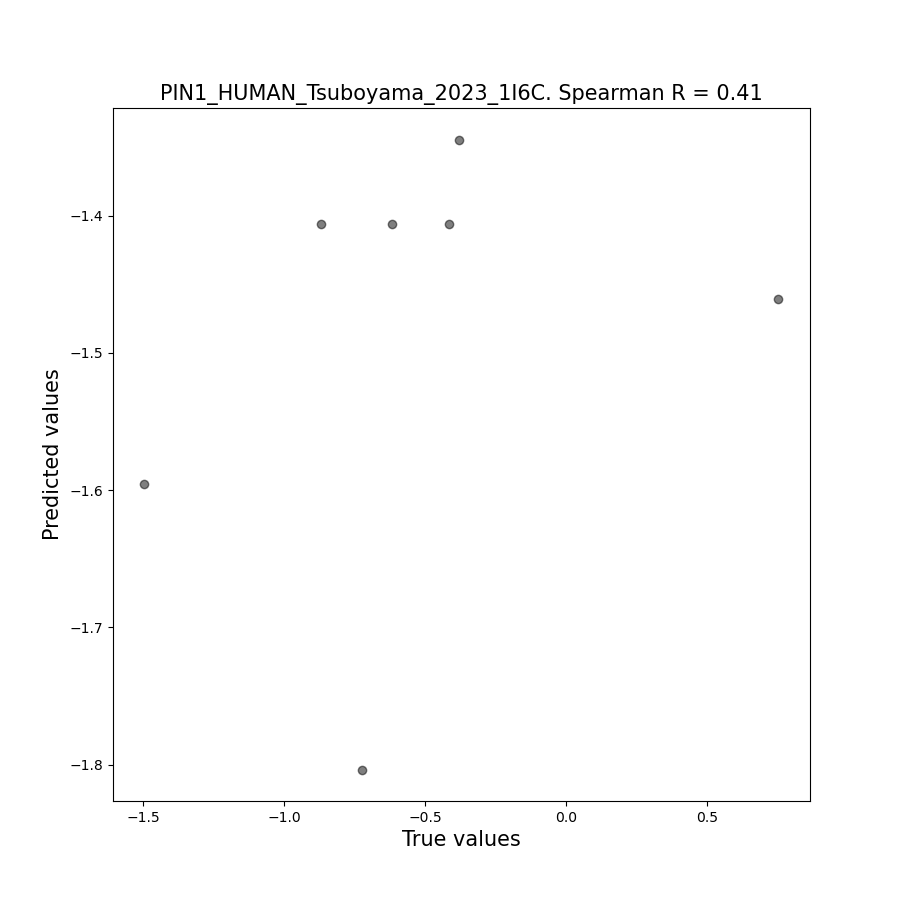 PIN1_HUMAN_Tsuboyama_2023_1I6C. Spearman R = 0.41
Predicted values
−1.4
−1.5
−1.6
−1.7
−1.8
−1.5 −1.0 −0.5 0.0 0.5
True values